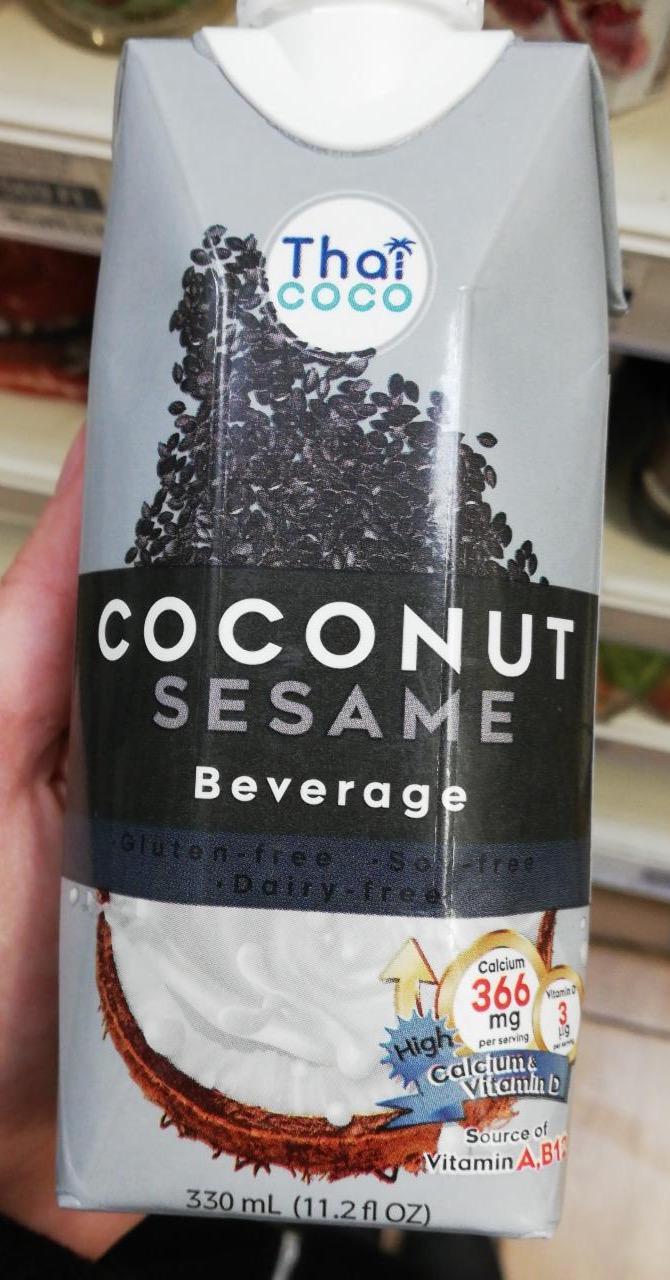 Thai
coco
COCONUT
SESAME
Beverage
·Gluten-free ·Soy-free
·Dairy-free
Calcium
366
mg
per serving
Vitamin D
3
µg
per serving
High
Calcium &
Vitamin D
Source of
Vitamin A,B12
330 mL (11.2 fl OZ)